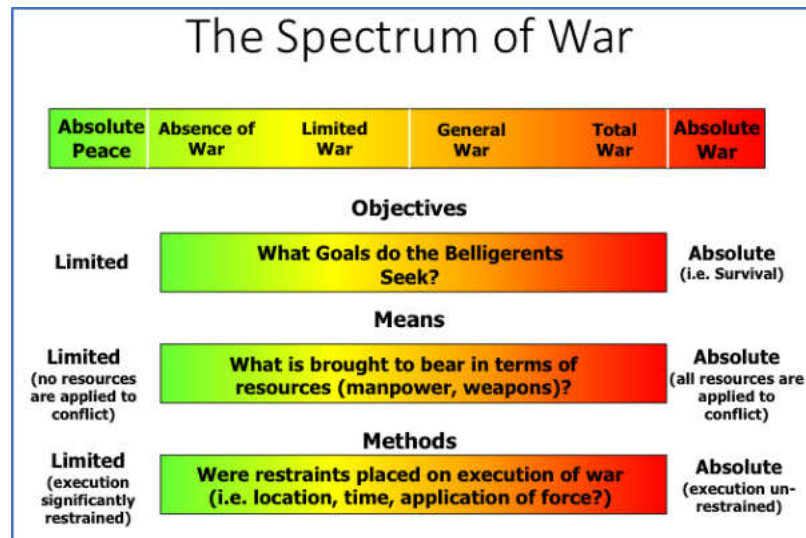 The Spectrum of War
Absolute Peace
Absence of War
Limited War
General War
Total War
Absolute War
Objectives
Limited
What Goals do the Belligerents
Seek?
Absolute
(i.e. Survival)
Means
Limited
(no resources
are applied to
conflict)
What is brought to bear in terms of
resources (manpower, weapons)?
Absolute
(all resources are
applied to
conflict)
Methods
Limited
(execution
significantly
restrained)
Were restraints placed on execution of war
(i.e. location, time, application of force?)
Absolute
(execution un-
restrained)